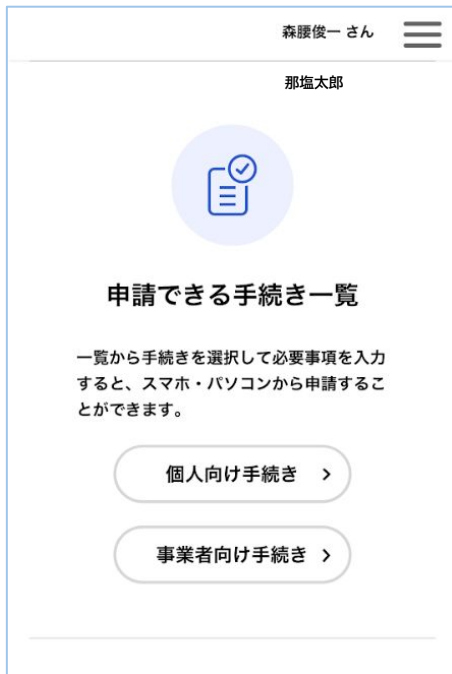 森腰俊一 さん
那塩太郎
申請できる手続き一覧
一覧から手続きを選択して必要事項を入力
すると、スマホ・パソコンから申請するこ
とができます。
個人向け手続き
事業者向け手続き